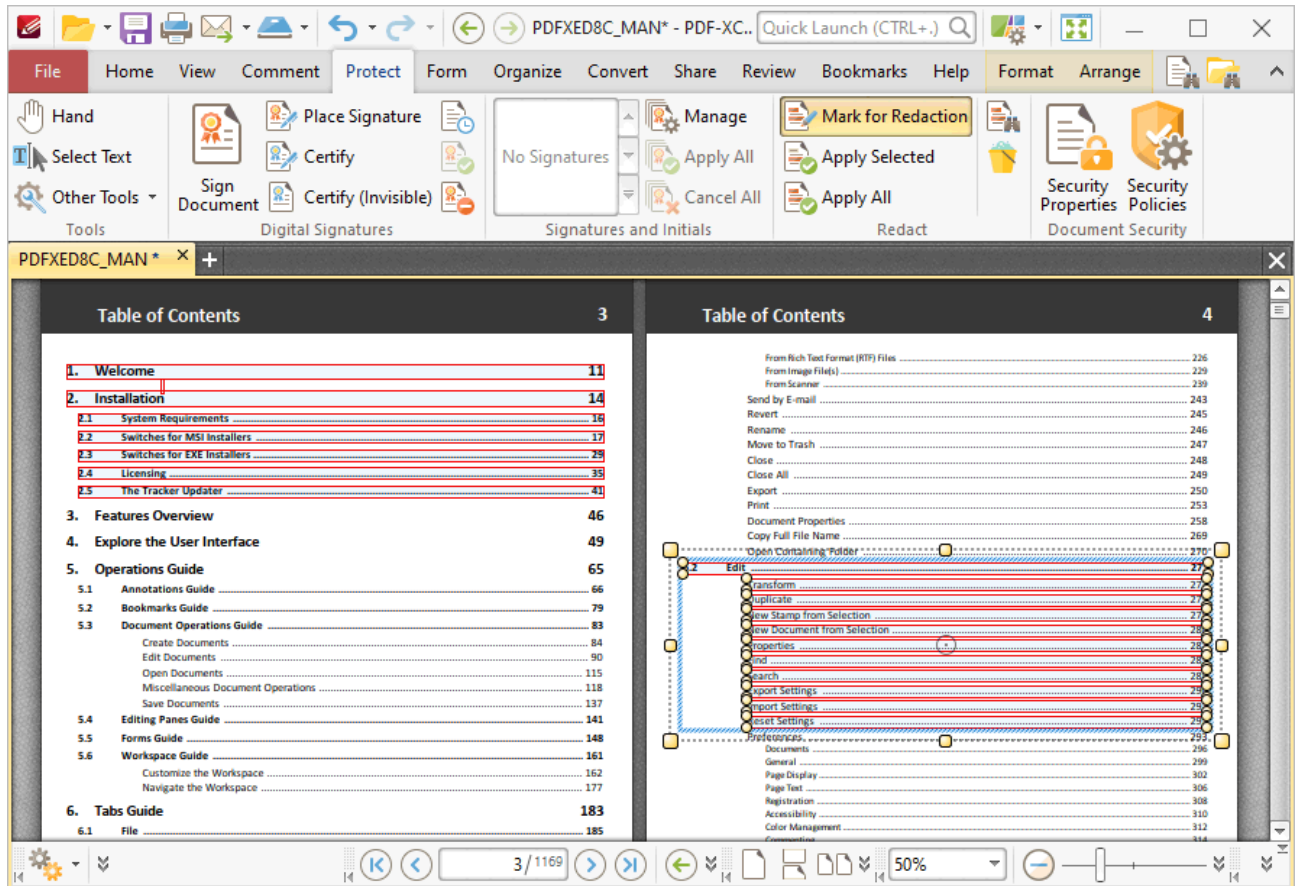 PDFXED8C_MAN* - PDF-XC.. Quick Launch (CTRL+.)
File Home View Comment Protect Form Organize Convert Share Review Bookmarks Help Format Arrange
Hand
Select Text
Other Tools
Tools
Sign
Document
Place Signature
Certify
Certify (Invisible)
Digital Signatures
No Signatures
Manage
Apply All
Cancel All
Signatures and Initials
Mark for Redaction
Apply Selected
Apply All
Redact
Security
Properties
Security
Policies
Document Security
PDFXED8C_MAN *
Table of Contents 3
1. Welcome 11
2. Installation 14
2.1 System Requirements 16
2.2 Switches for MSI Installers 17
2.3 Switches for EXE Installers 29
2.4 Licensing 35
2.5 The Tracker Updater 41
3. Features Overview 46
4. Explore the User Interface 49
5. Operations Guide 65
5.1 Annotations Guide 66
5.2 Bookmarks Guide 79
5.3 Document Operations Guide 83
Create Documents 84
Edit Documents 90
Open Documents 115
Miscellaneous Document Operations 118
Save Documents 137
5.4 Editing Panes Guide 141
5.5 Forms Guide 148
5.6 Workspace Guide 161
Customize the Workspace 162
Navigate the Workspace 177
6. Tabs Guide 183
6.1 File 185
Table of Contents 4
From Rich Text Format (RTF) Files 226
From Image File(s) 229
From Scanner 239
Send by E-mail 243
Revert 245
Rename 246
Move to Trash 247
Close 248
Close All 249
Export 250
Print 253
Document Properties 258
Copy Full File Name 269
Open Containing Folder 270
Edit
Transform
Duplicate
New Stamp from Selection
New Document from Selection
Properties
Find
Search
Export Settings
Import Settings
Reset Settings
Preferences 293
Documents 296
General 299
Page Display 302
Page Text 306
Registration 308
Accessibility 310
Color Management 312
Commenting 314
3 / 1169
50%